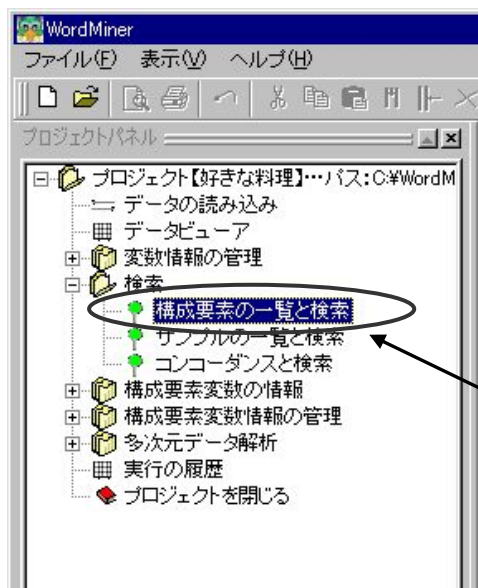 WordMiner
ファイル(F) 表示(V) ヘルプ(H)
プロジェクトパネル
プロジェクト【好きな料理】…パス:C:¥WordM
データの読み込み
データビューア
変数情報の管理
検索
構成要素の一覧と検索
サンプルの一覧と検索
コンコーダンスと検索
構成要素変数の情報
構成要素変数情報の管理
多次元データ解析
実行の履歴
プロジェクトを閉じる